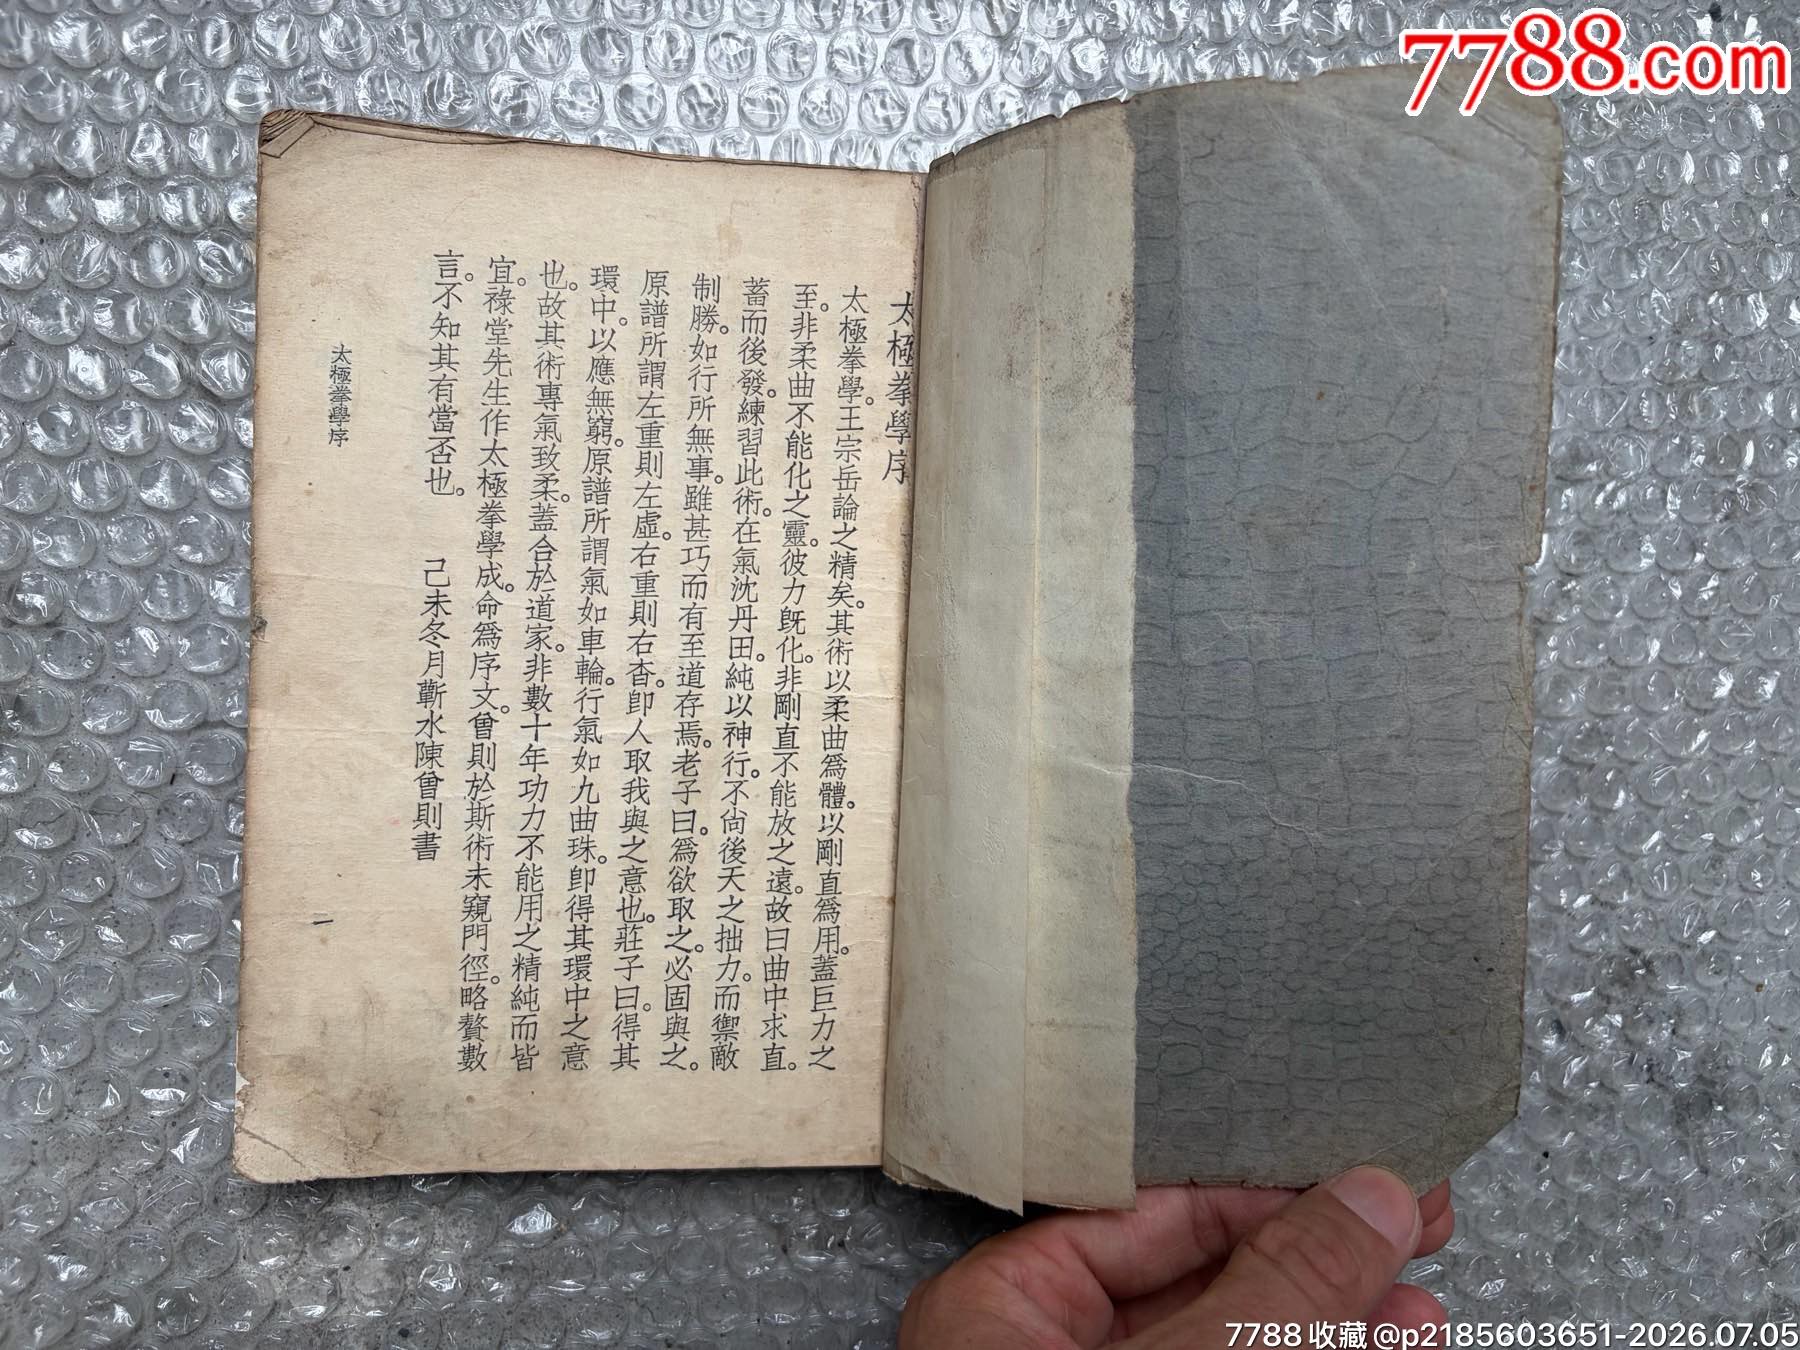 7788.com
太極拳學序
太極拳學。王宗岳論之精矣。其術以柔曲爲體。以剛直爲用。蓋巨力之
至。非柔曲不能化之靈。彼力既化。非剛直不能放之遠。故曰曲中求直。
蓄而後發。練習此術。在氣沈丹田。純以神行。不尚後天之拙力。而禦敵
制勝。如行所無事。雖甚巧而有至道存焉。老子曰。爲欲取之。必固與之。
原譜所謂左重則左虛。右重則右杳。卽人取我與之意也。莊子曰。得其
環中。以應無窮。原譜所謂氣如車輪。行氣如九曲珠。卽得其環中之意
也。故其術專氣致柔。蓋合於道家。非數十年功力不能用之精純而皆
宜。祿堂先生作太極拳學成。命爲序文。曾則於斯術未窺門徑。略贅數
言。不知其有當否也。 己未冬月蘄水陳曾則書
太極拳學序
一
7788收藏@p2185603651-2026.07.05